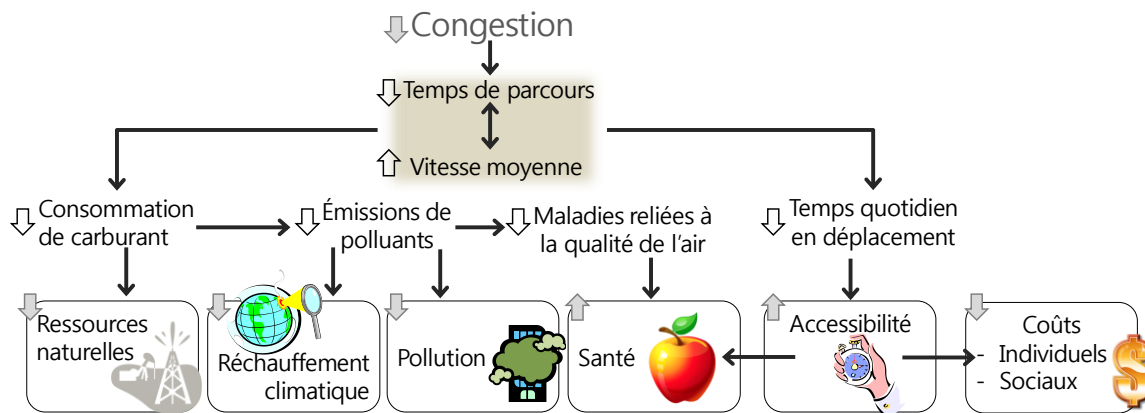 Congestion
Temps de parcours
Vitesse moyenne
Consommation
de carburant
Émissions de
polluants
Maladies reliées à
la qualité de l'air
Temps quotidien
en déplacement
Ressources
naturelles
Réchauffement
climatique
Pollution
Santé
Accessibilité
Coûts
- Individuels
- Sociaux
$